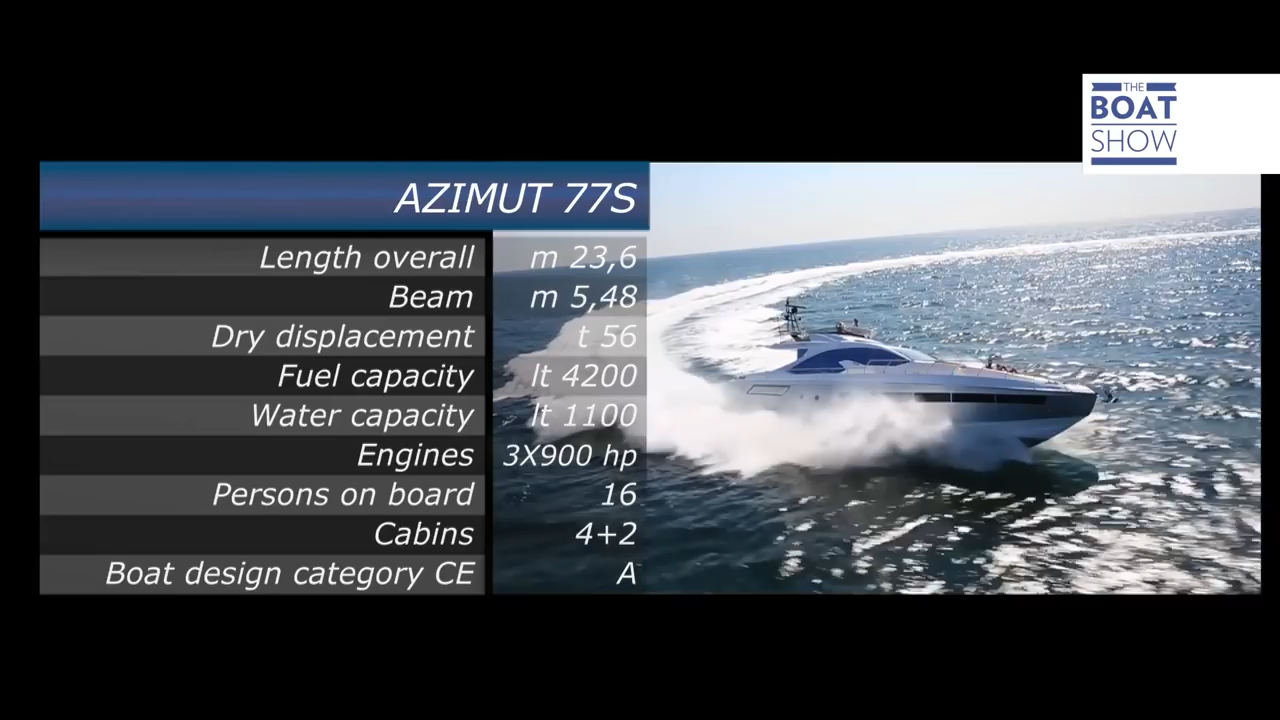 THE
BOAT
SHOW
AZIMUT 77S
Length overall m 23,6
Beam m 5,48
Dry displacement t 56
Fuel capacity lt 4200
Water capacity lt 1100
Engines 3X900 hp
Persons on board 16
Cabins 4+2
Boat design category CE A